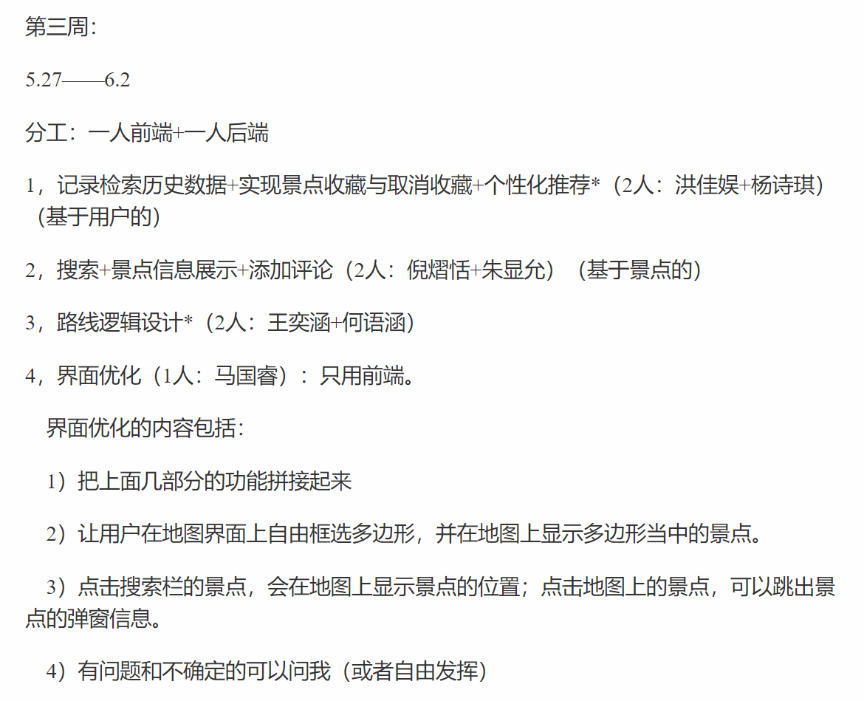 第三周：
5.27——6.2
分工：一人前端+一人后端
1，记录检索历史数据+实现景点收藏与取消收藏+个性化推荐*（2人：洪佳娱+杨诗琪）
（基于用户的）
2，搜索+景点信息展示+添加评论（2人：倪熠恬+朱显允）（基于景点的）
3，路线逻辑设计*（2人：王奕涵+何语涵）
4，界面优化（1人：马国睿）：只用前端。
界面优化的内容包括：
1）把上面几部分的功能拼接起来
2）让用户在地图界面上自由框选多边形，并在地图上显示多边形当中的景点。
3）点击搜索栏的景点，会在地图上显示景点的位置；点击地图上的景点，可以跳出景
点的弹窗信息。
4）有问题和不确定的可以问我（或者自由发挥）